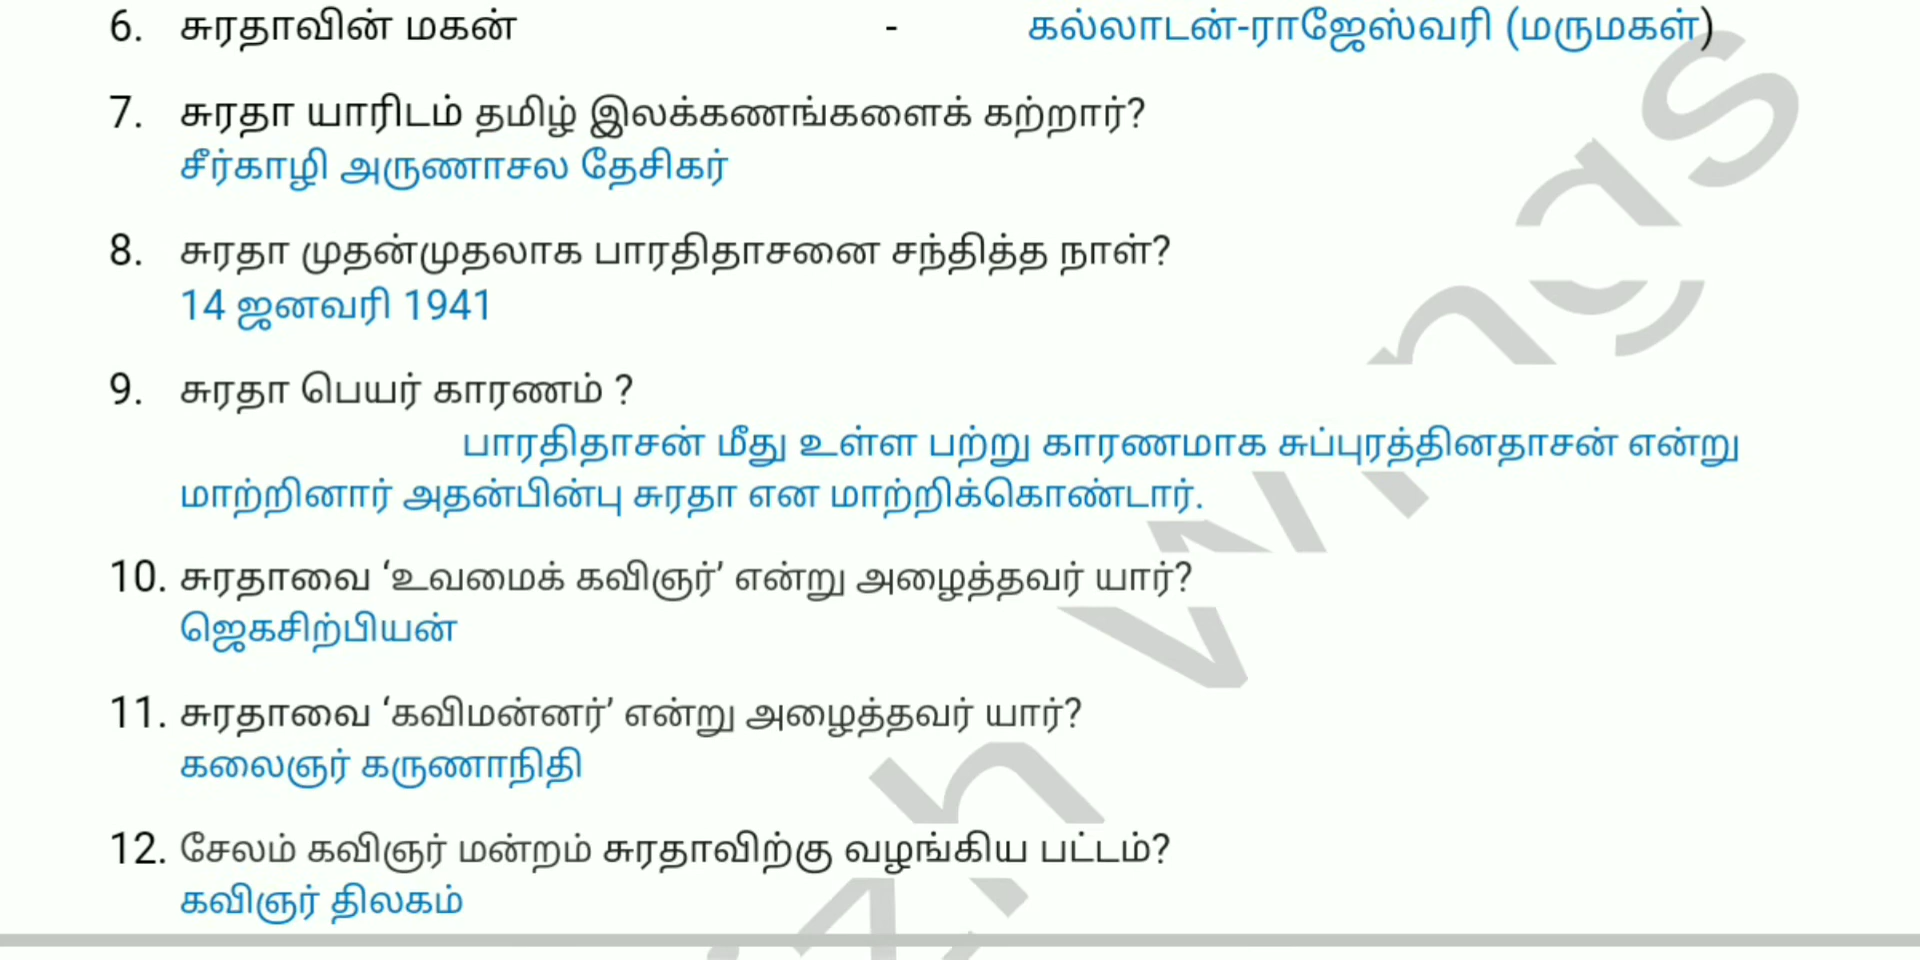 6. சுரதாவின் மகன் - கல்லாடன்-ராஜேஸ்வரி (மருமகள்)
7. சுரதா யாரிடம் தமிழ் இலக்கணங்களைக் கற்றார்?
சீர்காழி அருணாசல தேசிகர்
8. சுரதா முதன்முதலாக பாரதிதாசனை சந்தித்த நாள்?
14 ஜனவரி 1941
9. சுரதா பெயர் காரணம் ?
பாரதிதாசன் மீது உள்ள பற்று காரணமாக சுப்புரத்தினதாசன் என்று
மாற்றினார் அதன்பின்பு சுரதா என மாற்றிக்கொண்டார்.
10. சுரதாவை ‘உவமைக் கவிஞர்’ என்று அழைத்தவர் யார்?
ஜெகசிற்பியன்
11. சுரதாவை ‘கவிமன்னர்’ என்று அழைத்தவர் யார்?
கலைஞர் கருணாநிதி
12. சேலம் கவிஞர் மன்றம் சுரதாவிற்கு வழங்கிய பட்டம்?
கவிஞர் திலகம்